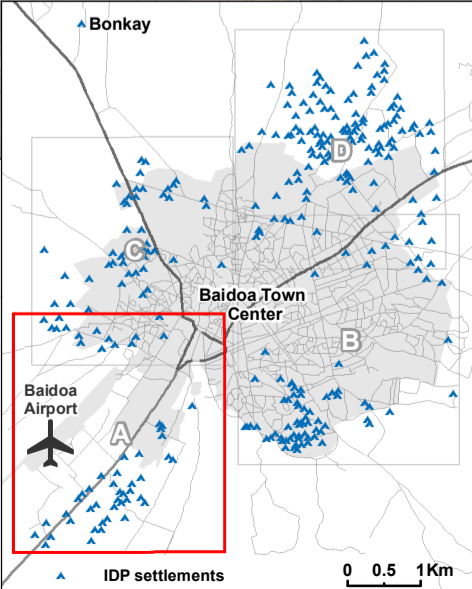 Bonkay
D
C
Baidoa Town
Center
B
Baidoa
Airport
A
IDP settlements
0 0.5 1Km